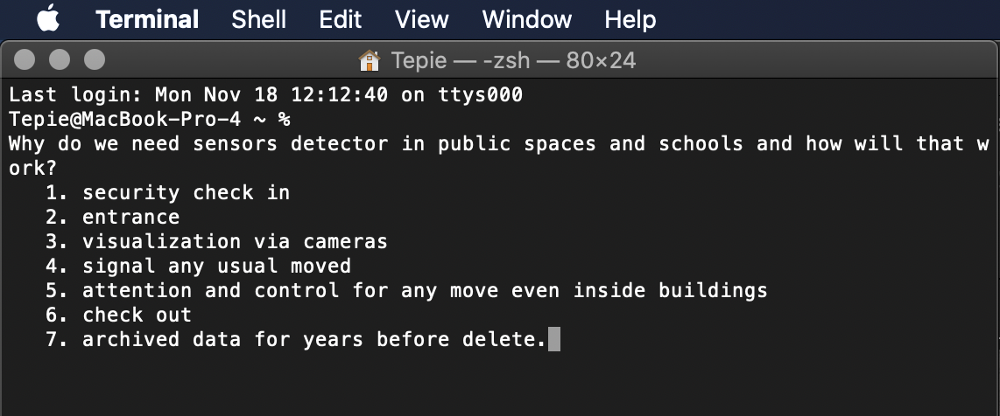 Terminal Shell Edit View Window Help
Tepie — -zsh — 80×24
Last login: Mon Nov 18 12:12:40 on ttys000
Tepie@MacBook-Pro-4 ~ %
Why do we need sensors detector in public spaces and schools and how will that w
ork?
1. security check in
2. entrance
3. visualization via cameras
4. signal any usual moved
5. attention and control for any move even inside buildings
6. check out
7. archived data for years before delete.